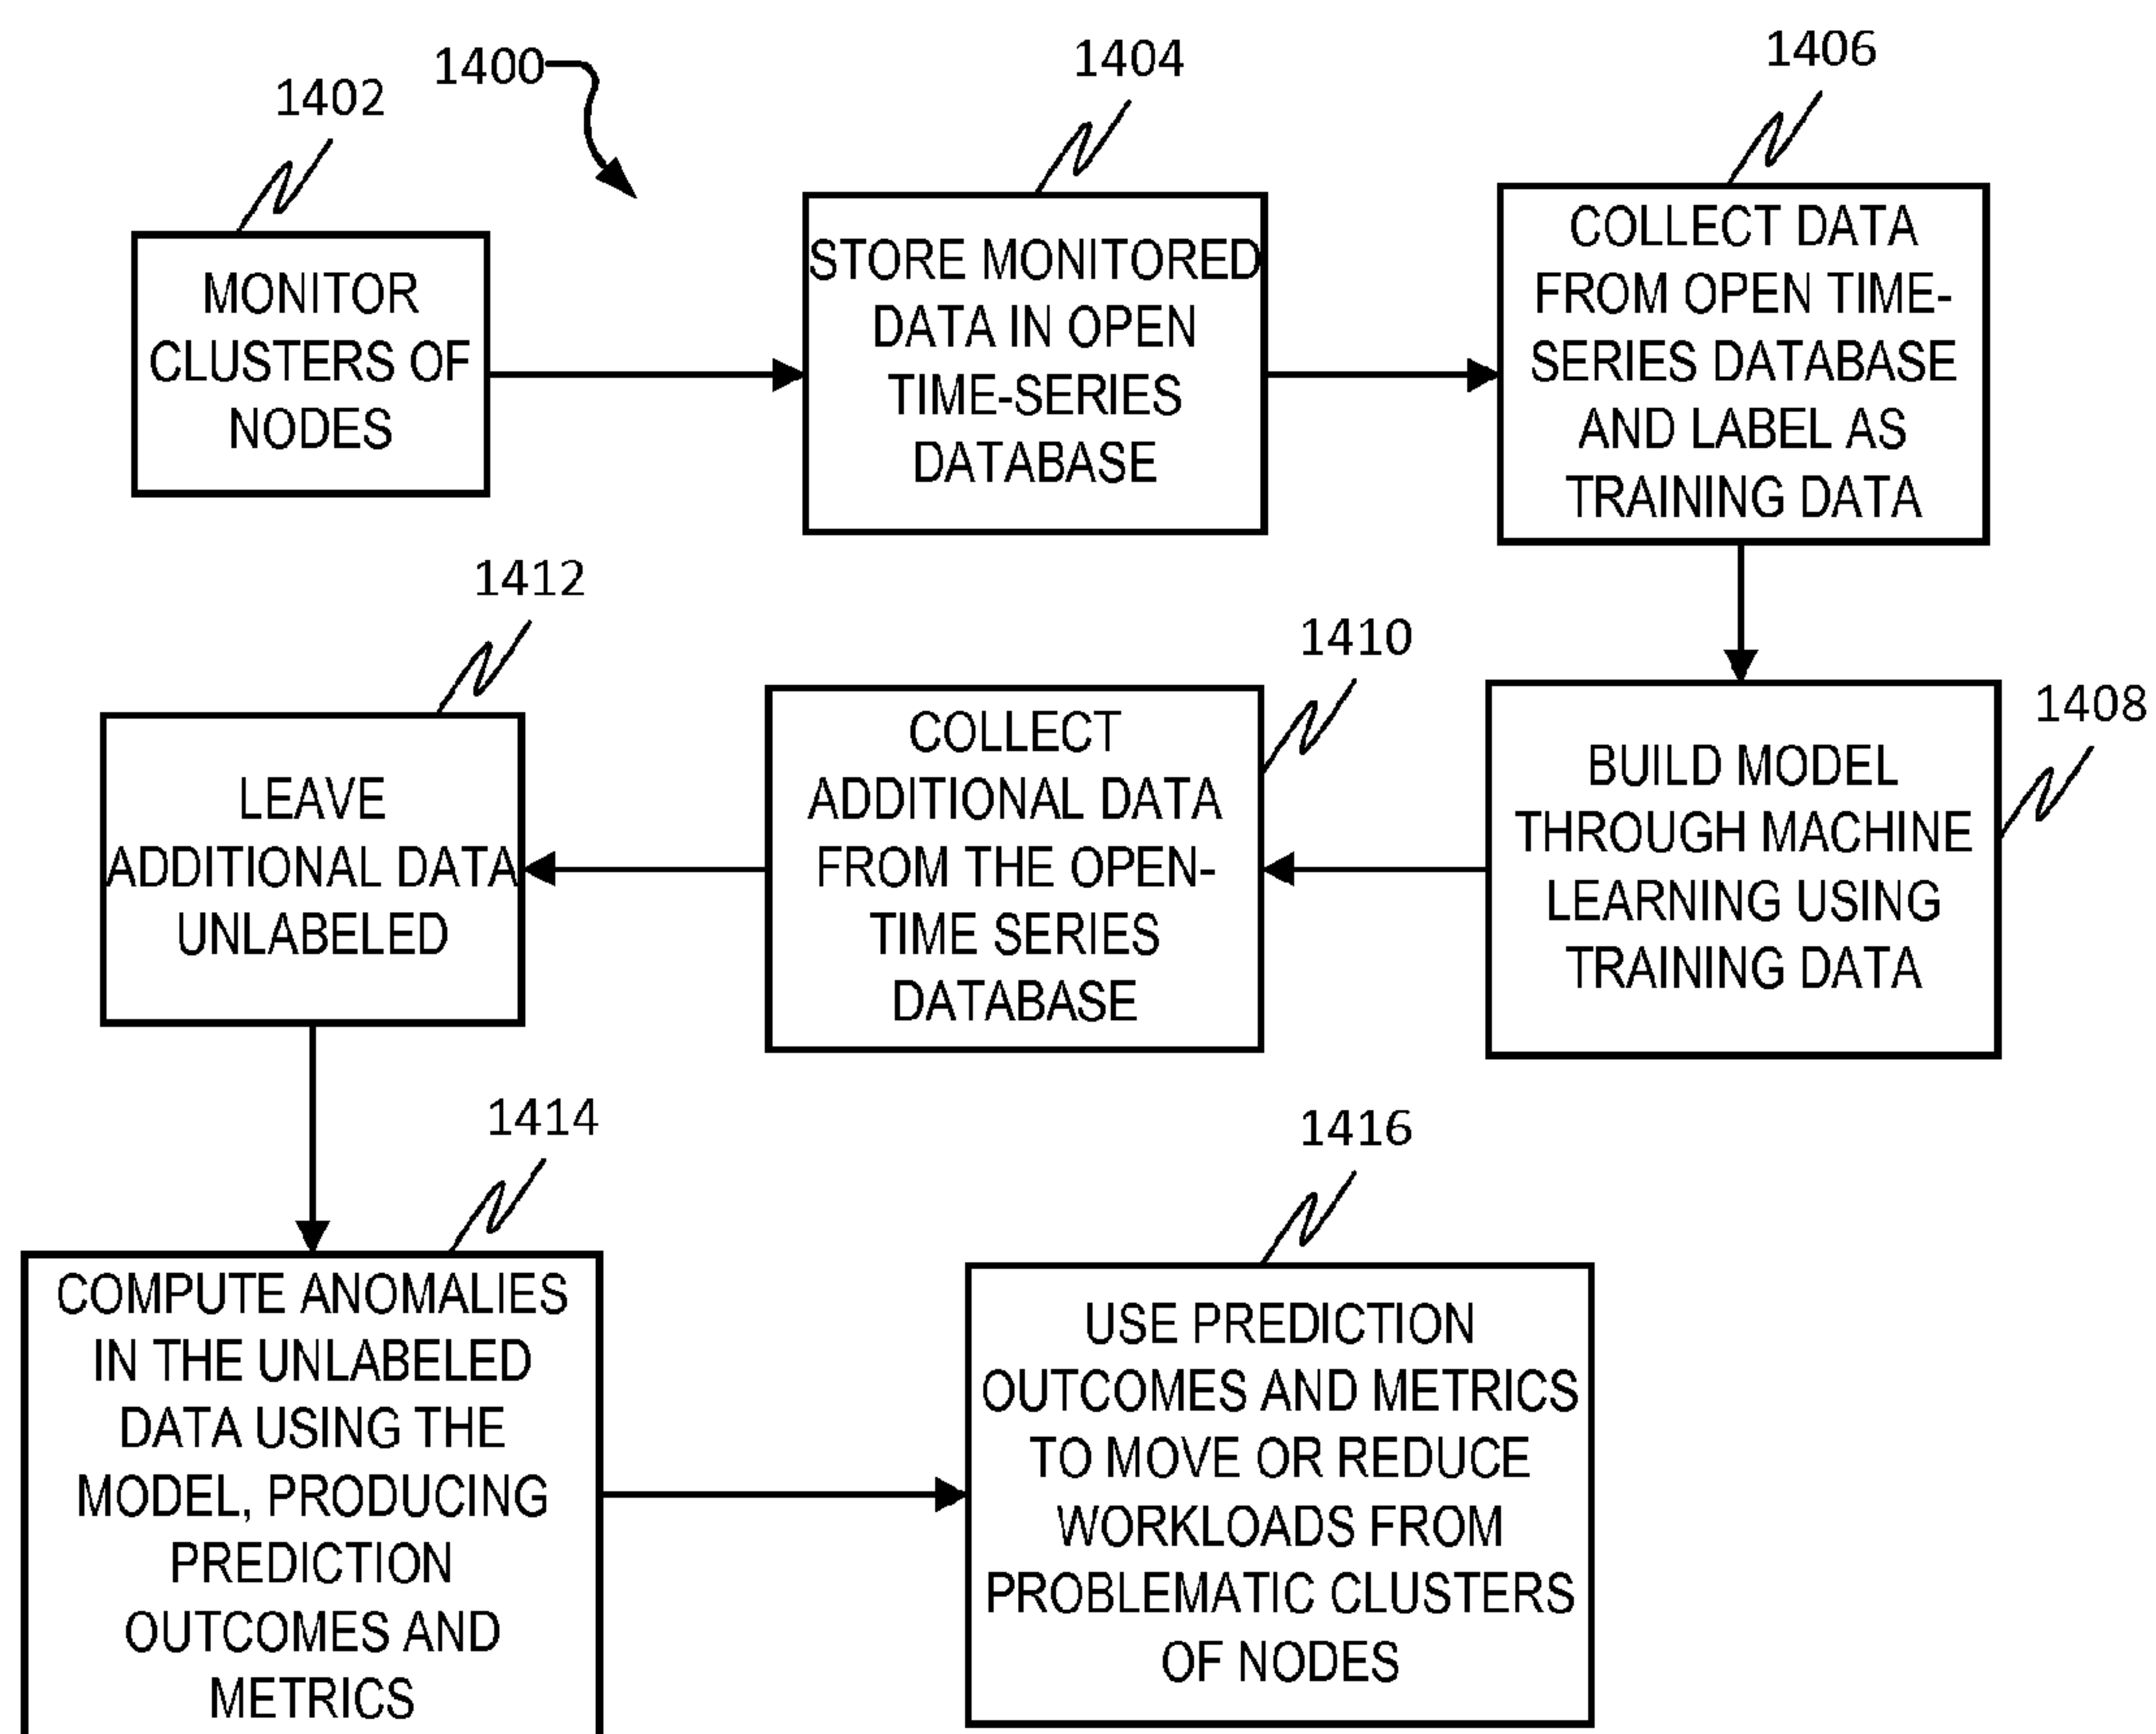 1400
1402
MONITOR
CLUSTERS OF
NODES
1404
STORE MONITORED
DATA IN OPEN
TIME-SERIES
DATABASE
1406
COLLECT DATA
FROM OPEN TIME-
SERIES DATABASE
AND LABEL AS
TRAINING DATA
1408
BUILD MODEL
THROUGH MACHINE
LEARNING USING
TRAINING DATA
1410
COLLECT
ADDITIONAL DATA
FROM THE OPEN-
TIME SERIES
DATABASE
1412
LEAVE
ADDITIONAL DATA
UNLABELED
1414
COMPUTE ANOMALIES
IN THE UNLABELED
DATA USING THE
MODEL, PRODUCING
PREDICTION
OUTCOMES AND
METRICS
1416
USE PREDICTION
OUTCOMES AND METRICS
TO MOVE OR REDUCE
WORKLOADS FROM
PROBLEMATIC CLUSTERS
OF NODES